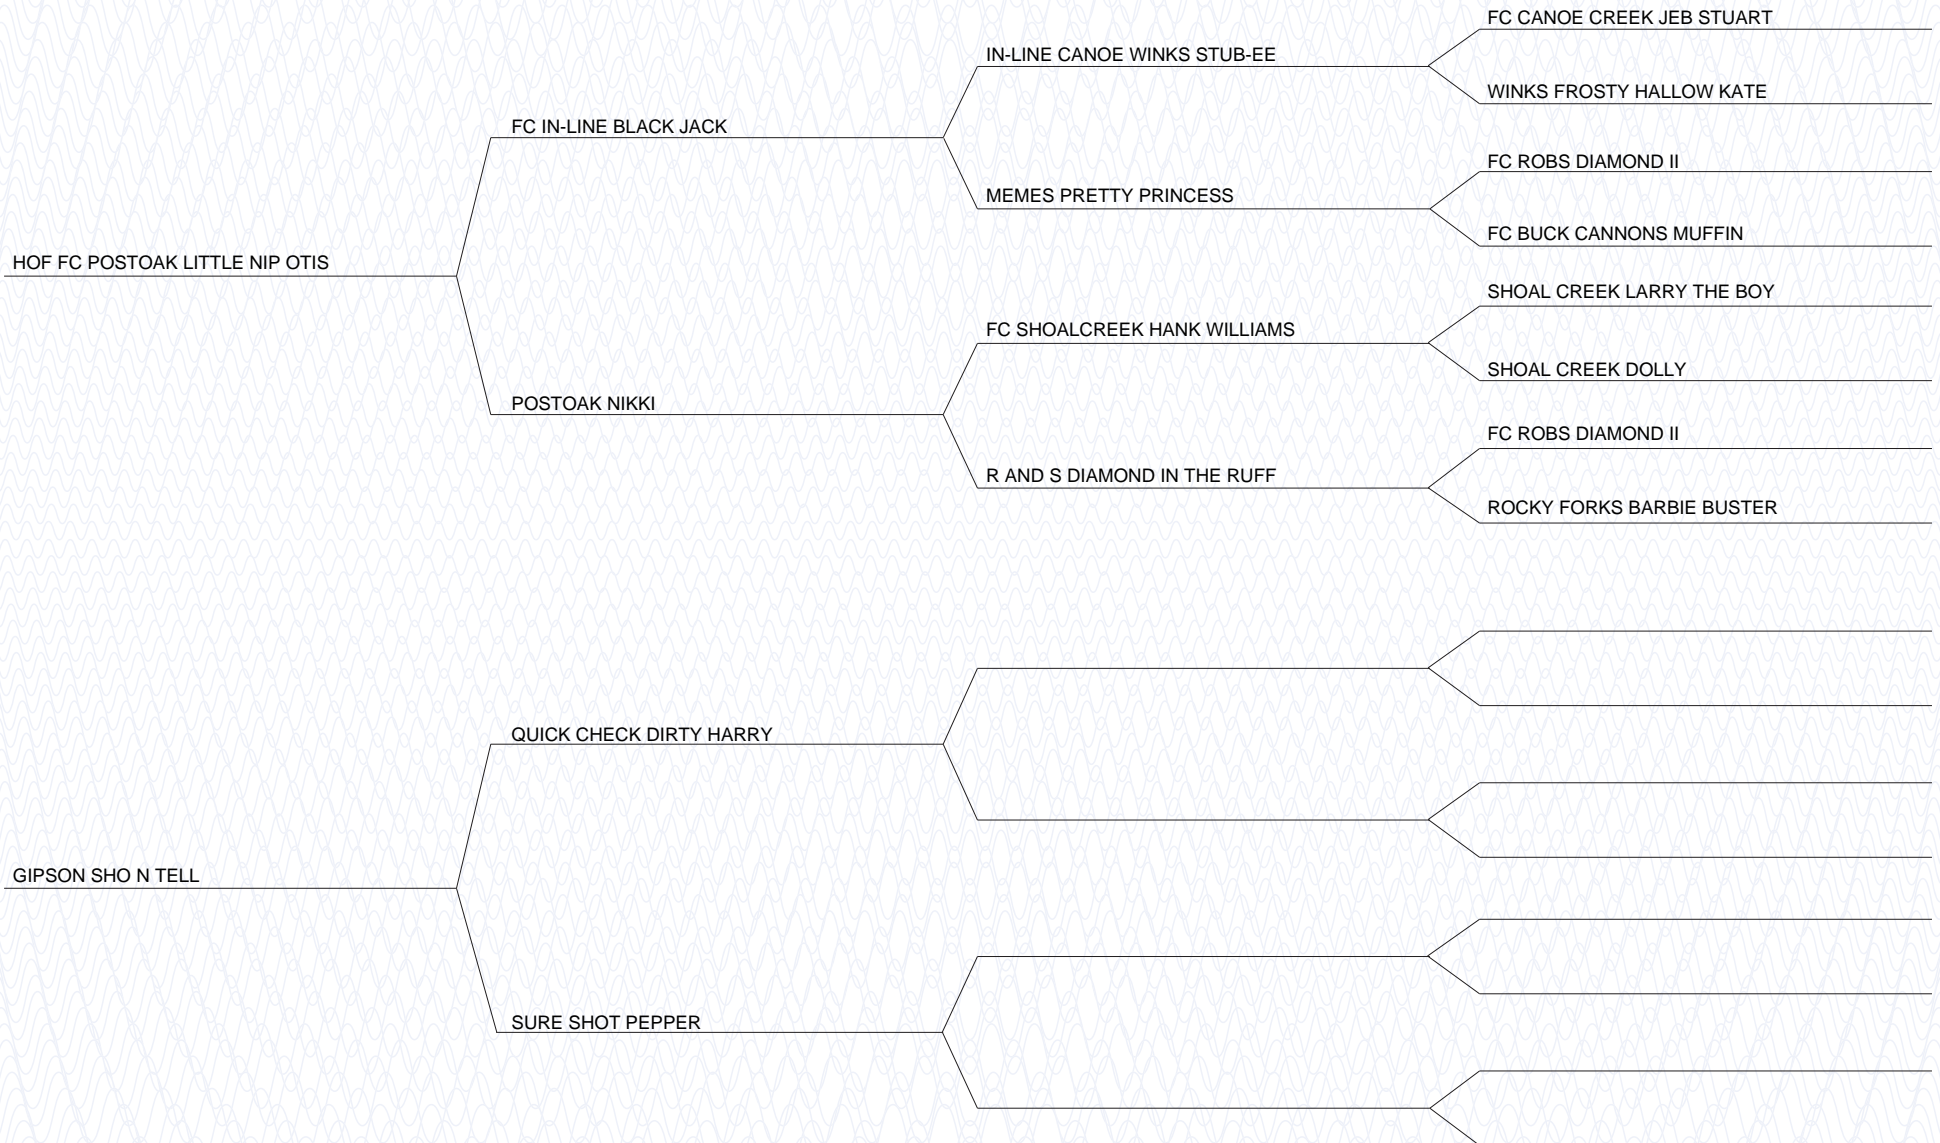 FC CANOE CREEK JEB STUART
IN-LINE CANOE WINKS STUB-EE
WINKS FROSTY HALLOW KATE
FC IN-LINE BLACK JACK
FC ROBS DIAMOND II
MEMES PRETTY PRINCESS
FC BUCK CANNONS MUFFIN
HOF FC POSTOAK LITTLE NIP OTIS
SHOAL CREEK LARRY THE BOY
FC SHOALCREEK HANK WILLIAMS
SHOAL CREEK DOLLY
POSTOAK NIKKI
FC ROBS DIAMOND II
R AND S DIAMOND IN THE RUFF
ROCKY FORKS BARBIE BUSTER
QUICK CHECK DIRTY HARRY
GIPSON SHO N TELL
SURE SHOT PEPPER